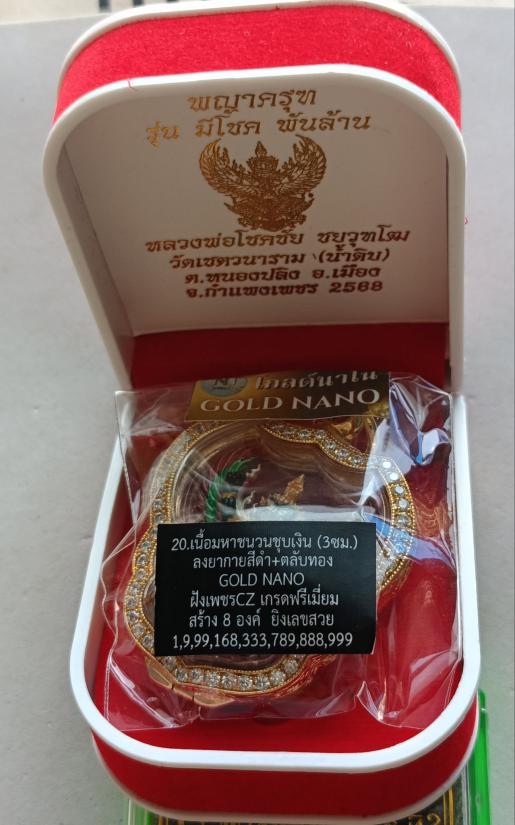 พญาครุฑ
รุ่น มีโชค พันล้าน
หลวงพ่อโชคชัย ชยวุฑโฒ
วัดเชตวนาราม (น้ำดิบ)
ต.หนองปลิง อ.เมือง
จ.กำแพงเพชร 2568
โกลด์นาโน
GOLD NANO
20.เนื้อมหาชนวนชุบเงิน (3ซม.)
ลงยากายสีดำ+ตลับทอง
GOLD NANO
ฝังเพชรCZ เกรดพรีเมี่ยม
สร้าง 8 องค์ ยิงเลขสวย
1,9,99,168,333,789,888,999